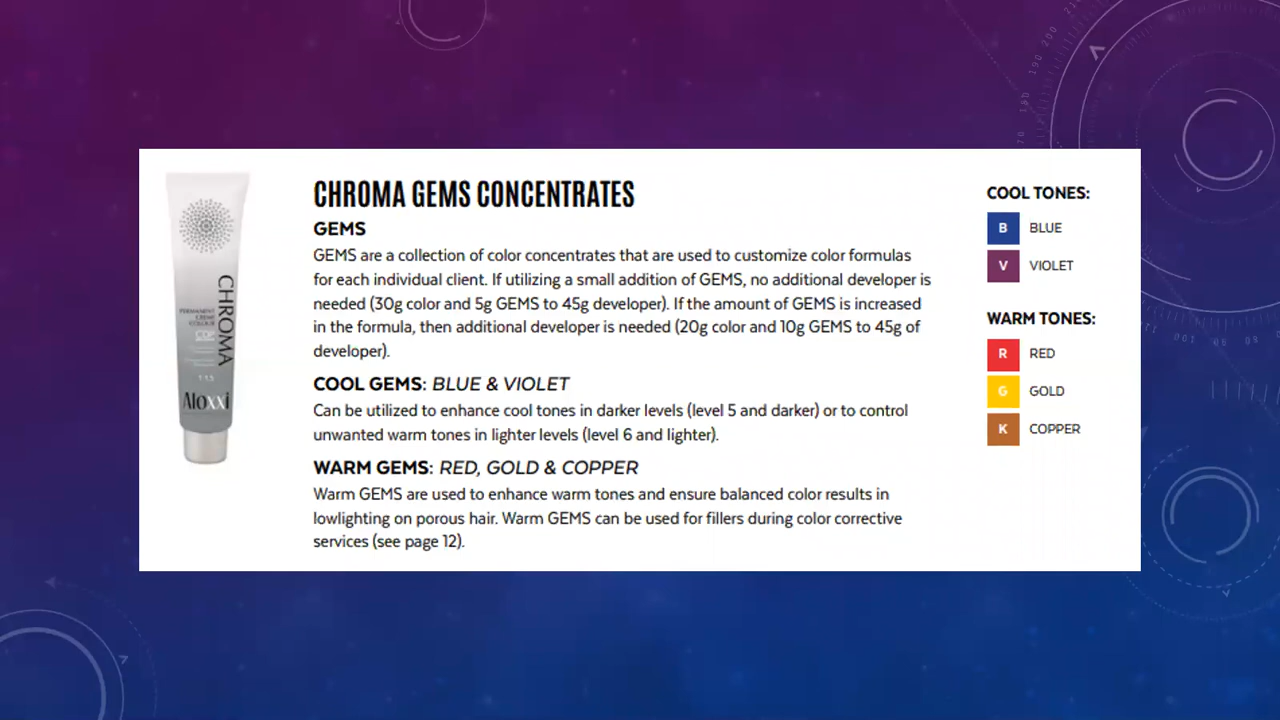 CHROMA GEMS CONCENTRATES
GEMS
GEMS are a collection of color concentrates that are used to customize color formulas
for each individual client. If utilizing a small addition of GEMS, no additional developer is
needed (30g color and 5g GEMS to 45g developer). If the amount of GEMS is increased
in the formula, then additional developer is needed (20g color and 10g GEMS to 45g of
developer).
COOL GEMS: BLUE & VIOLET
Can be utilized to enhance cool tones in darker levels (level 5 and darker) or to control
unwanted warm tones in lighter levels (level 6 and lighter).
WARM GEMS: RED, GOLD & COPPER
Warm GEMS are used to enhance warm tones and ensure balanced color results in
lowlighting on porous hair. Warm GEMS can be used for fillers during color corrective
services (see page 12).
COOL TONES:
B BLUE
V VIOLET
WARM TONES:
R RED
G GOLD
K COPPER
CHROMA
PERMANENT
CREME
COLOUR
Aloxxi
190
200